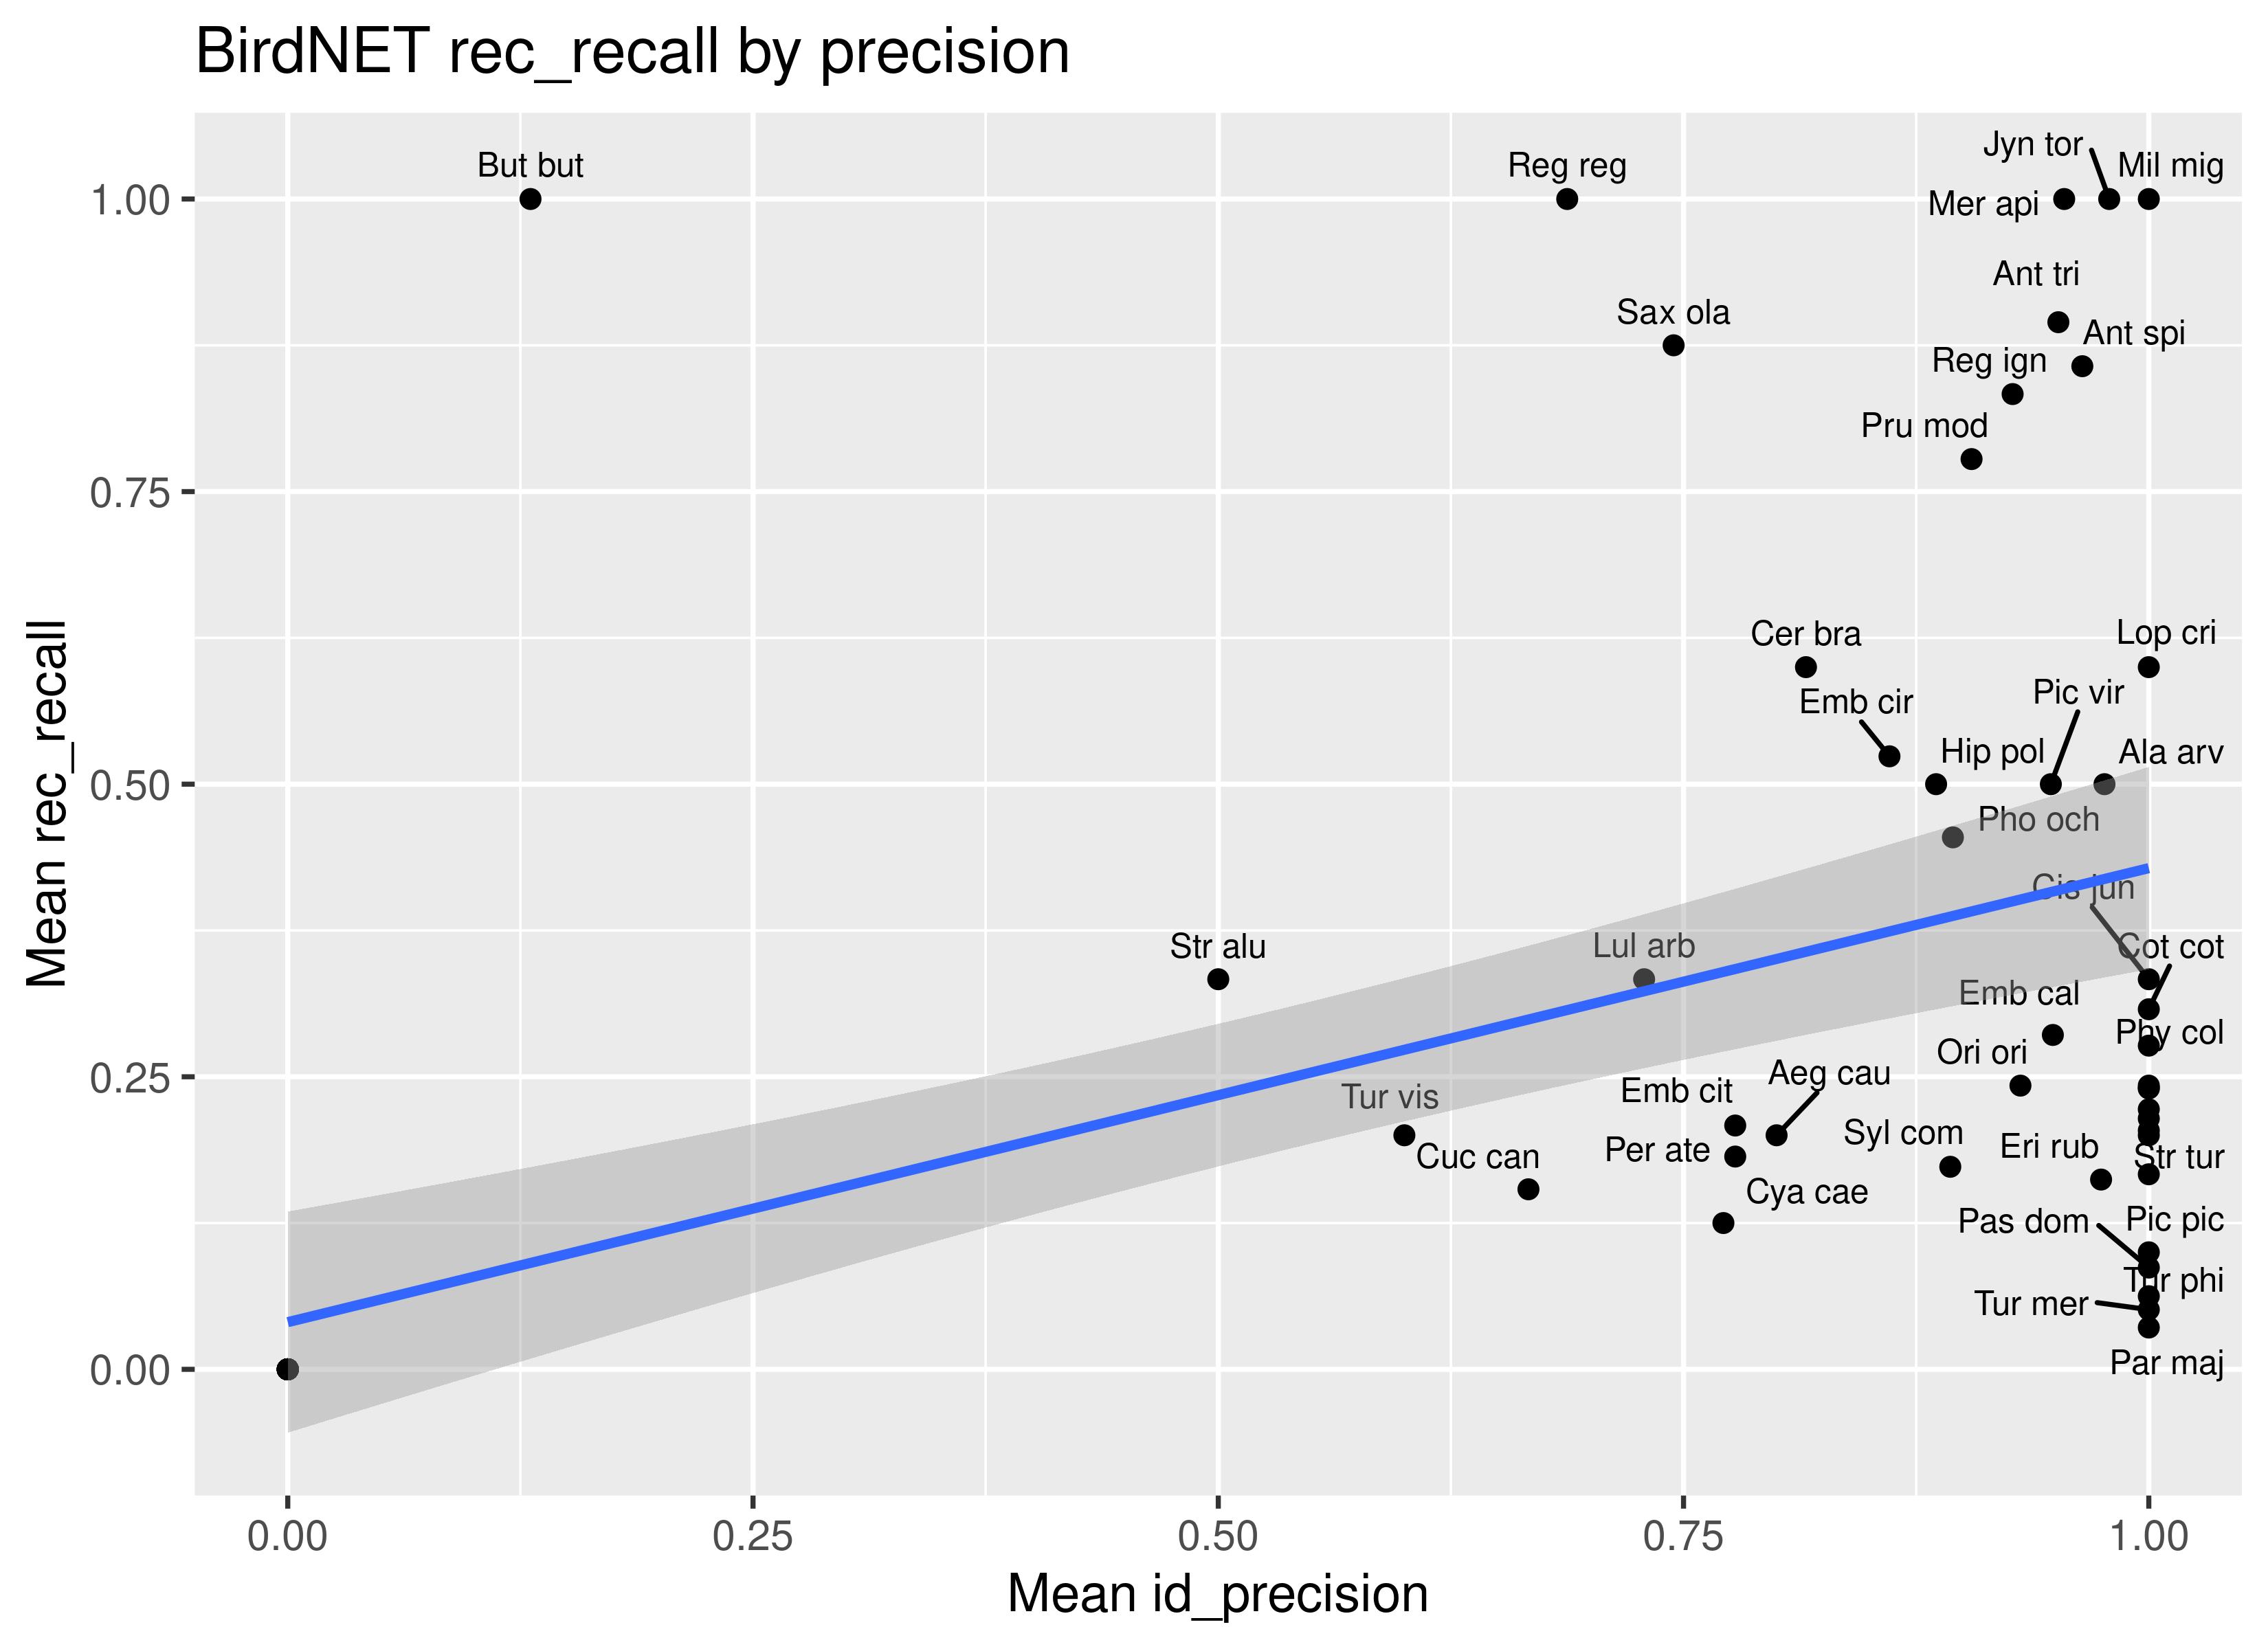 BirdNET rec_recall by precision
Jyn tor
But but
Reg reg
Mil mig
1.00
Mer api
Ant tri
Sax ola
Ant spi
Reg ign
Pru mod
0.75
Cer bra
Lop cri
Pic vir
Emb cir
Hip pol
Ala arv
0.50
Pho och
Cis jun
Str alu
Lul arb
Cot cot
Emb cal
Phy col
Ori ori
0.25
Aeg cau
Emb cit
Tur vis
Syl com
Eri rub
Per ate
Cuc can
Str tur
Cya cae
Pas dom
Pic pic
Tur phi
Tur mer
0.00
Par maj
Mean rec_recall
0.00
0.25
0.50
0.75
1.00
Mean id_precision